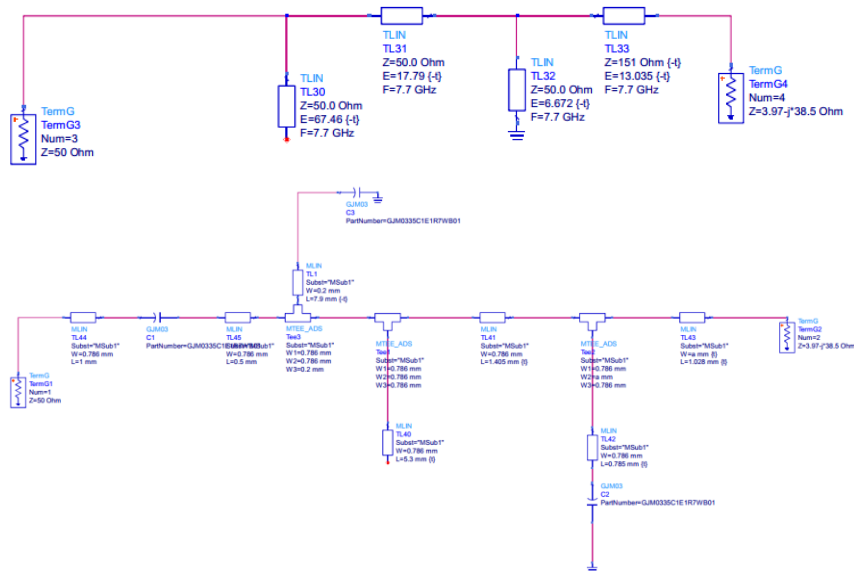 TLIN
TL31
Z=50.0 Ohm
E=17.79 {-t}
F=7.7 GHz
TLIN
TL33
Z=151 Ohm {-t}
E=13.035 {-t}
F=7.7 GHz
TLIN
TL30
Z=50.0 Ohm
E=67.46 {-t}
F=7.7 GHz
TLIN
TL32
Z=50.0 Ohm
E=6.672 {-t}
F=7.7 GHz
TermG
TermG3
Num=3
Z=50 Ohm
TermG
TermG4
Num=4
Z=3.97-j*38.5 Ohm
GJM03
C3
PartNumber=GJM0335C1E1R7WB01
MLIN
TL1
Subst="MSub1"
W=0.2 mm
L=7.9 mm {-t}
MLIN
TL44
Subst="MSub1"
W=0.786 mm
L=1 mm
GJM03
C1
PartNumber=GJM0335C1E1R7WB01
MLIN
TL45
Subst="MSub1"
W=0.786 mm
L=0.5 mm
MTEE_ADS
Tee3
Subst="MSub1"
W1=0.786 mm
W2=0.786 mm
W3=0.2 mm
MTEE_ADS
Subst="MSub1"
W1=0.786 mm
W2=0.786 mm
W3=0.786 mm
MLIN
TL41
Subst="MSub1"
W=0.786 mm
L=1.405 mm {t}
MTEE_ADS
Tee2
Subst="MSub1"
W1=0.786 mm
W2=a mm
W3=0.786 mm
MLIN
TL43
Subst="MSub1"
W=a mm
L=1.028 mm {t}
TermG
TermG2
Num=2
Z=3.97-j*38.5 Ohm
TermG
TermG1
Num=1
Z=50 Ohm
MLIN
TL40
Subst="MSub1"
W=0.786 mm
L=5.3 mm {t}
MLIN
TL42
Subst="MSub1"
W=0.786 mm
L=0.785 mm {t}
GJM03
C2
PartNumber=GJM0335C1E1R7WB01